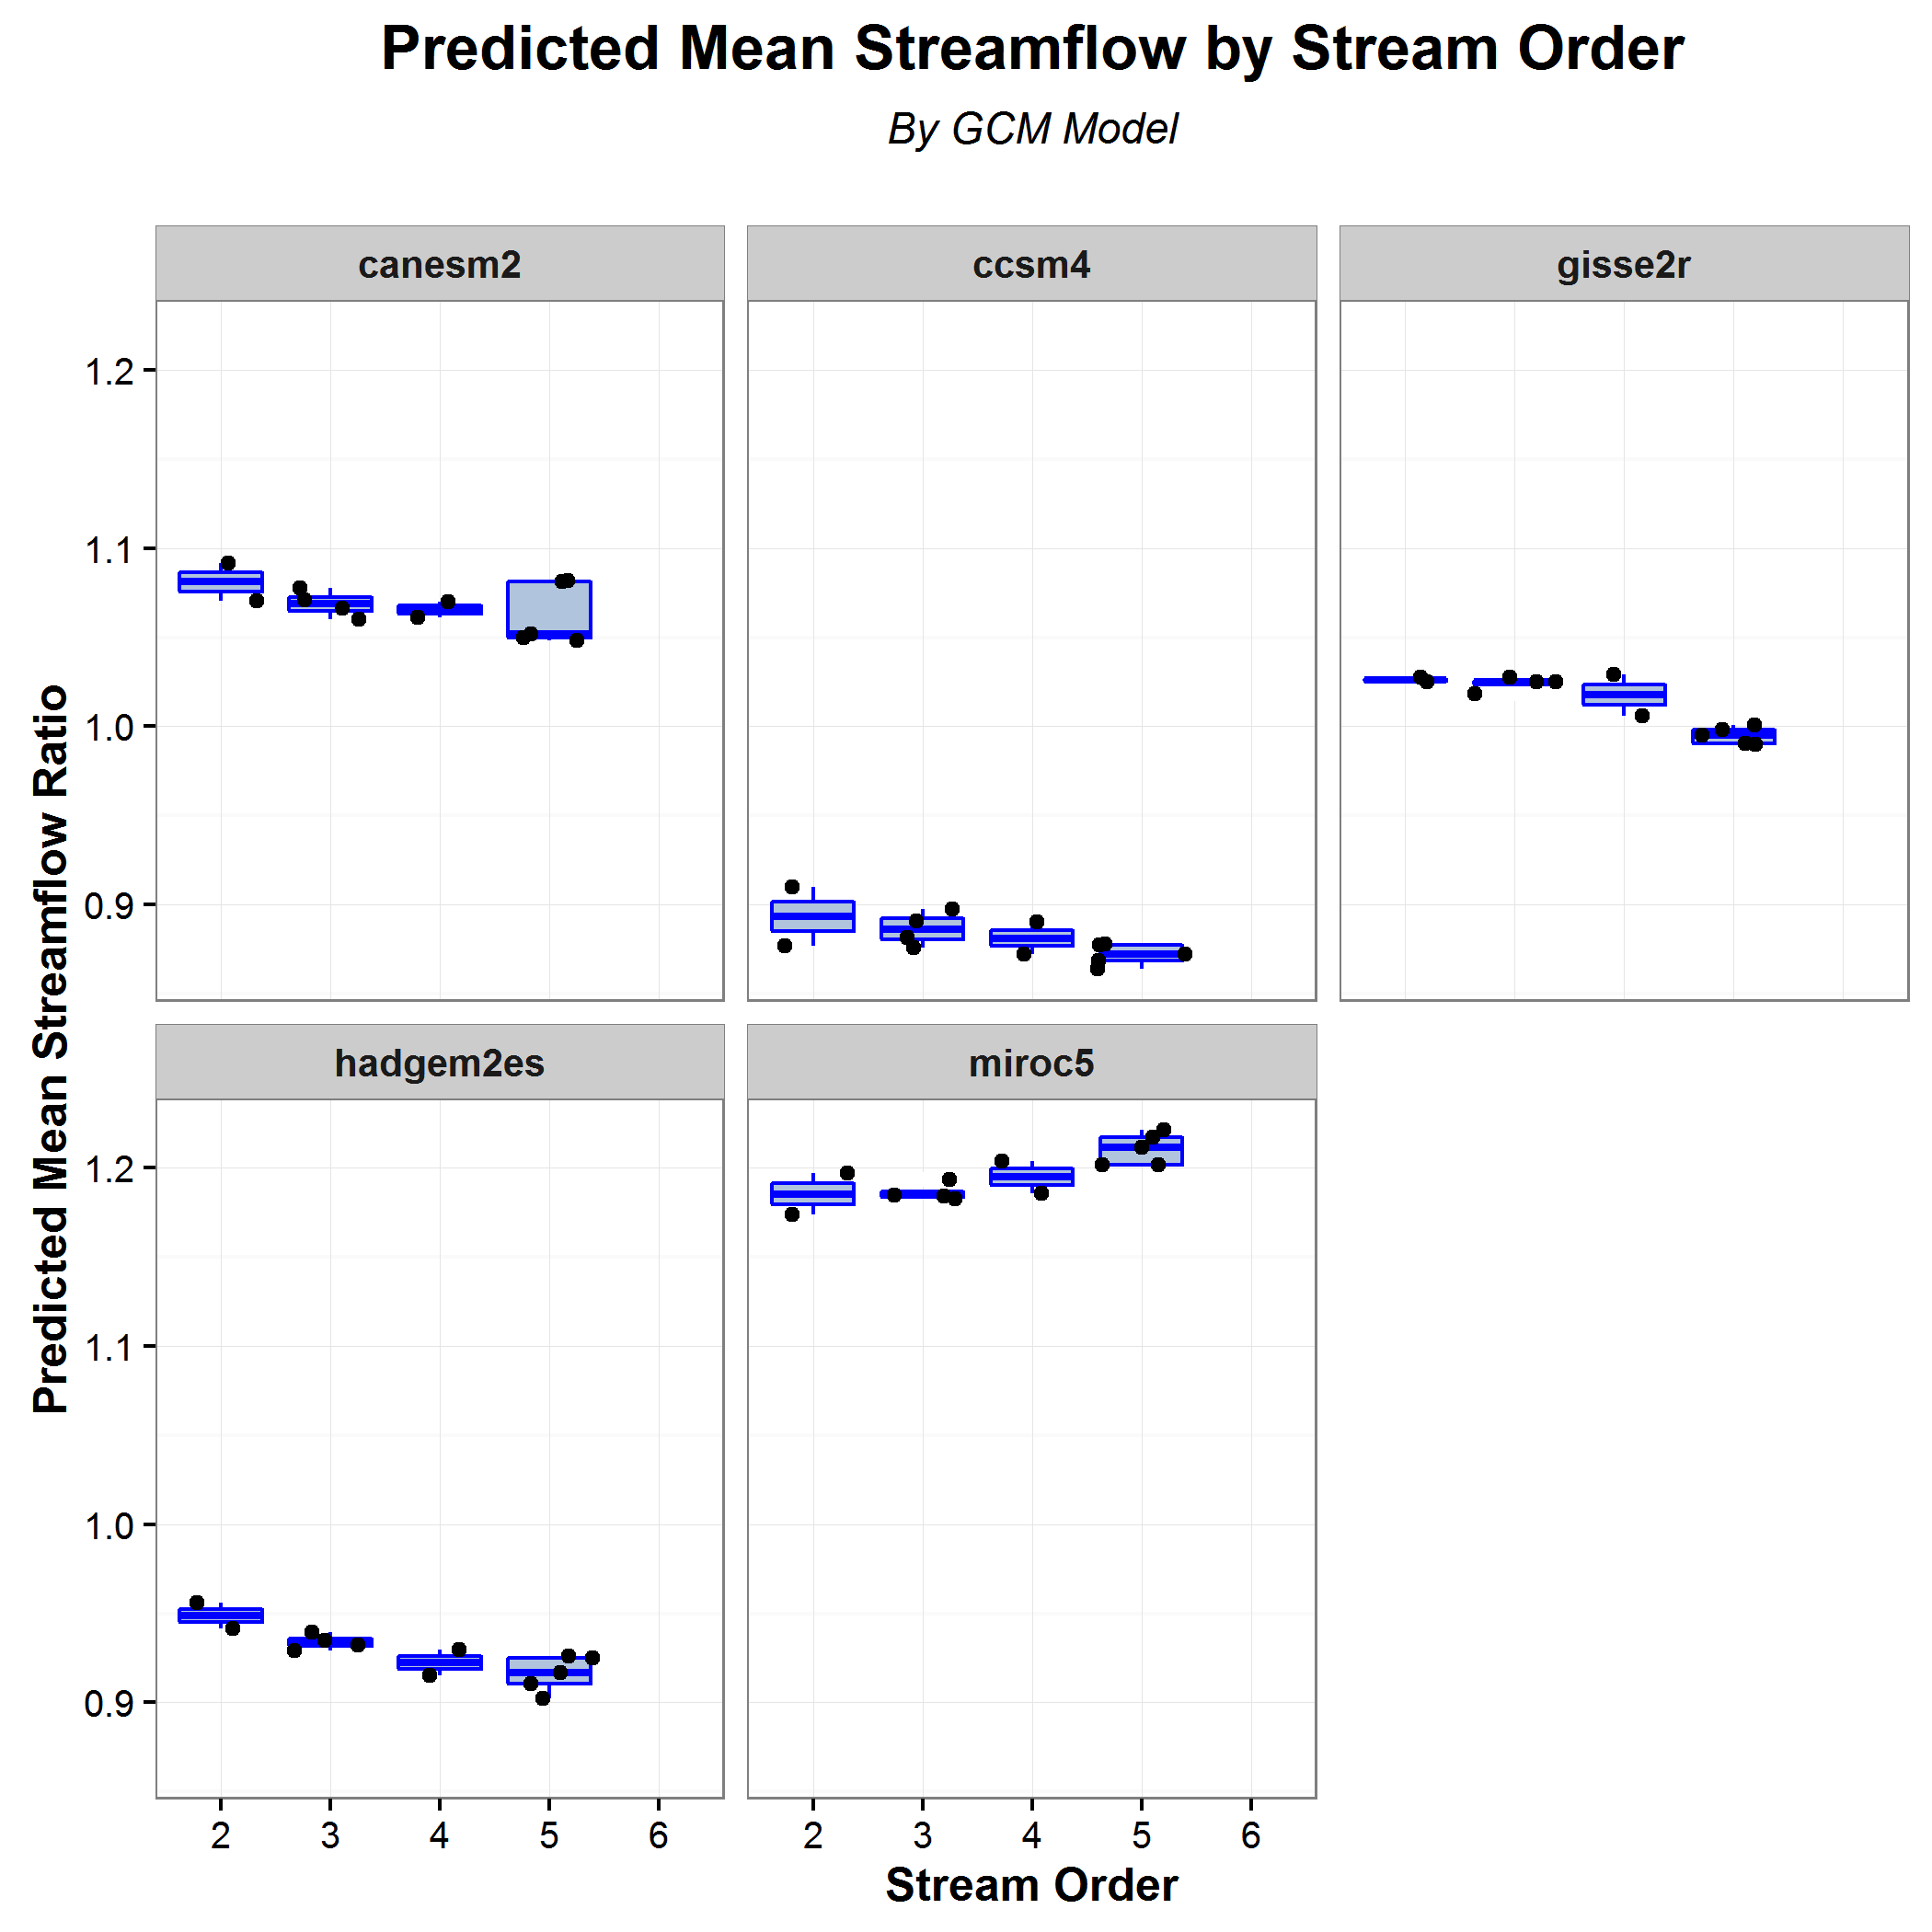 Predicted Mean Streamflow by Stream Order
By GCM Model
canesm2
ccsm4
gisse2r
1.2
1.1
1.0
0.9
Predicted Mean Streamflow Ratio
hadgem2es
miroc5
1.2
1.1
1.0
0.9
2 3 4 5 6
2 3 4 5 6
Stream Order